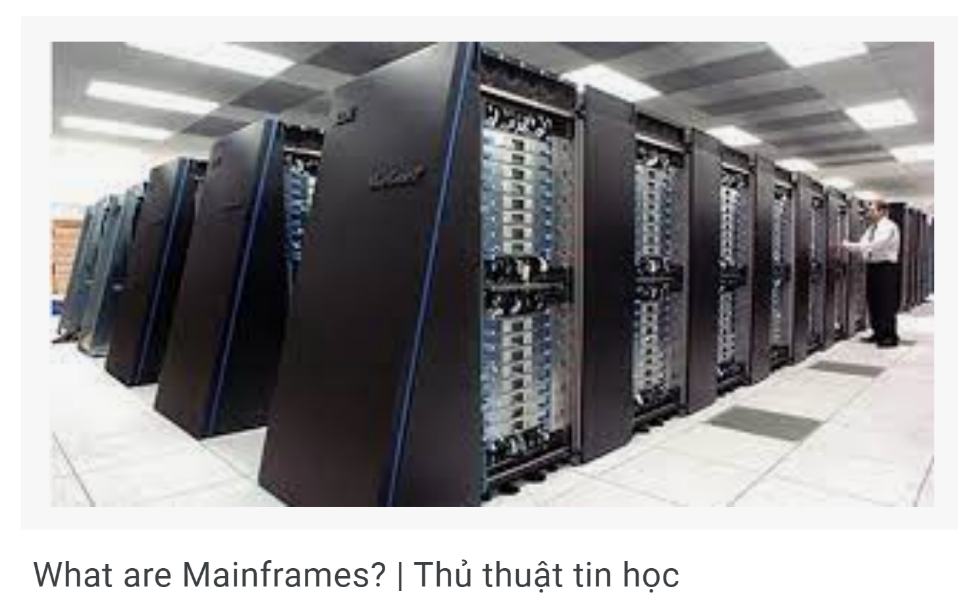 What are Mainframes? | Thủ thuật tin học